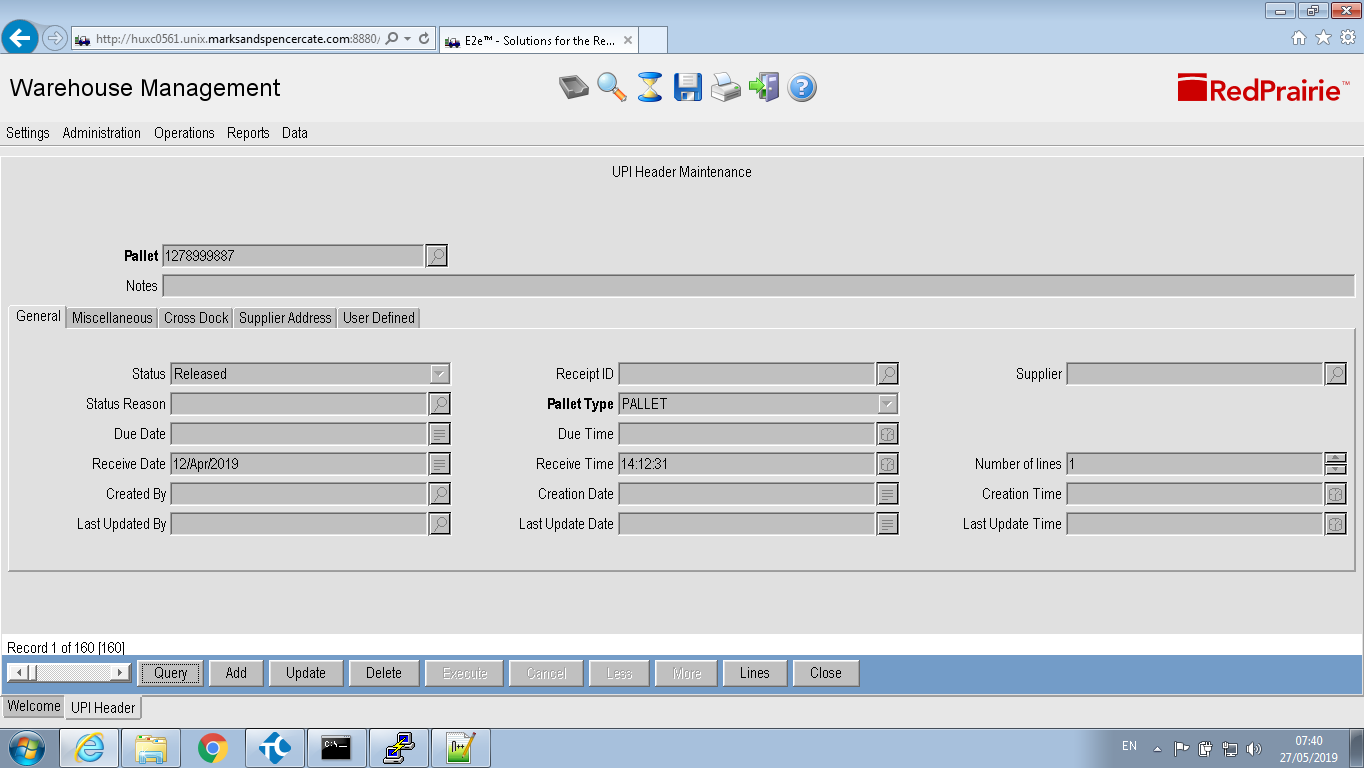 http://huxc0561.unix.marksandspencercate.com:8880/
E2e™ - Solutions for the Re...
Warehouse Management
RedPrairie™
Settings Administration Operations Reports Data
UPI Header Maintenance
Pallet 1278999887
Notes
General Miscellaneous Cross Dock Supplier Address User Defined
Status Released Receipt ID Supplier
Status Reason Pallet Type PALLET
Due Date Due Time
Receive Date 12/Apr/2019 Receive Time 14:12:31 Number of lines 1
Created By Creation Date Creation Time
Last Updated By Last Update Date Last Update Time
Record 1 of 160 [160]
Query Add Update Delete Execute Cancel Less More Lines Close
Welcome UPI Header
C:\_
EN 07:40
27/05/2019